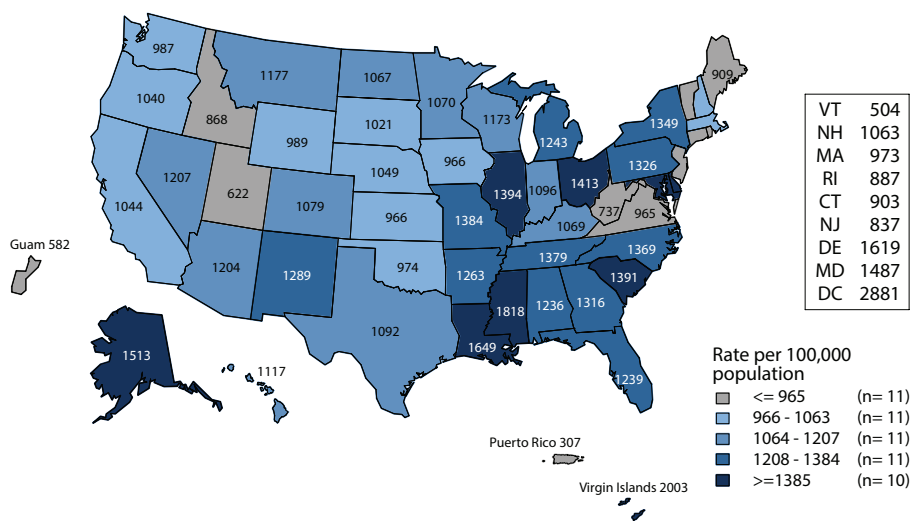 987
1177
1067
1070
909
1040
868
1021
1173
1243
1349
989
1326
1207
622
1049
966
1394
1096
1413
1044
1079
966
1384
1069
737
965
1204
1289
974
1263
1379
1369
1092
1649
1818
1236
1316
1391
1239
Guam 582
1513
1117
Puerto Rico 307
Virgin Islands 2003
VT 504
NH 1063
MA 973
RI 887
CT 903
NJ 837
DE 1619
MD 1487
DC 2881
Rate per 100,000
population
<= 965 (n= 11)
966 - 1063 (n= 11)
1064 - 1207 (n= 11)
1208 - 1384 (n= 11)
>=1385 (n= 10)